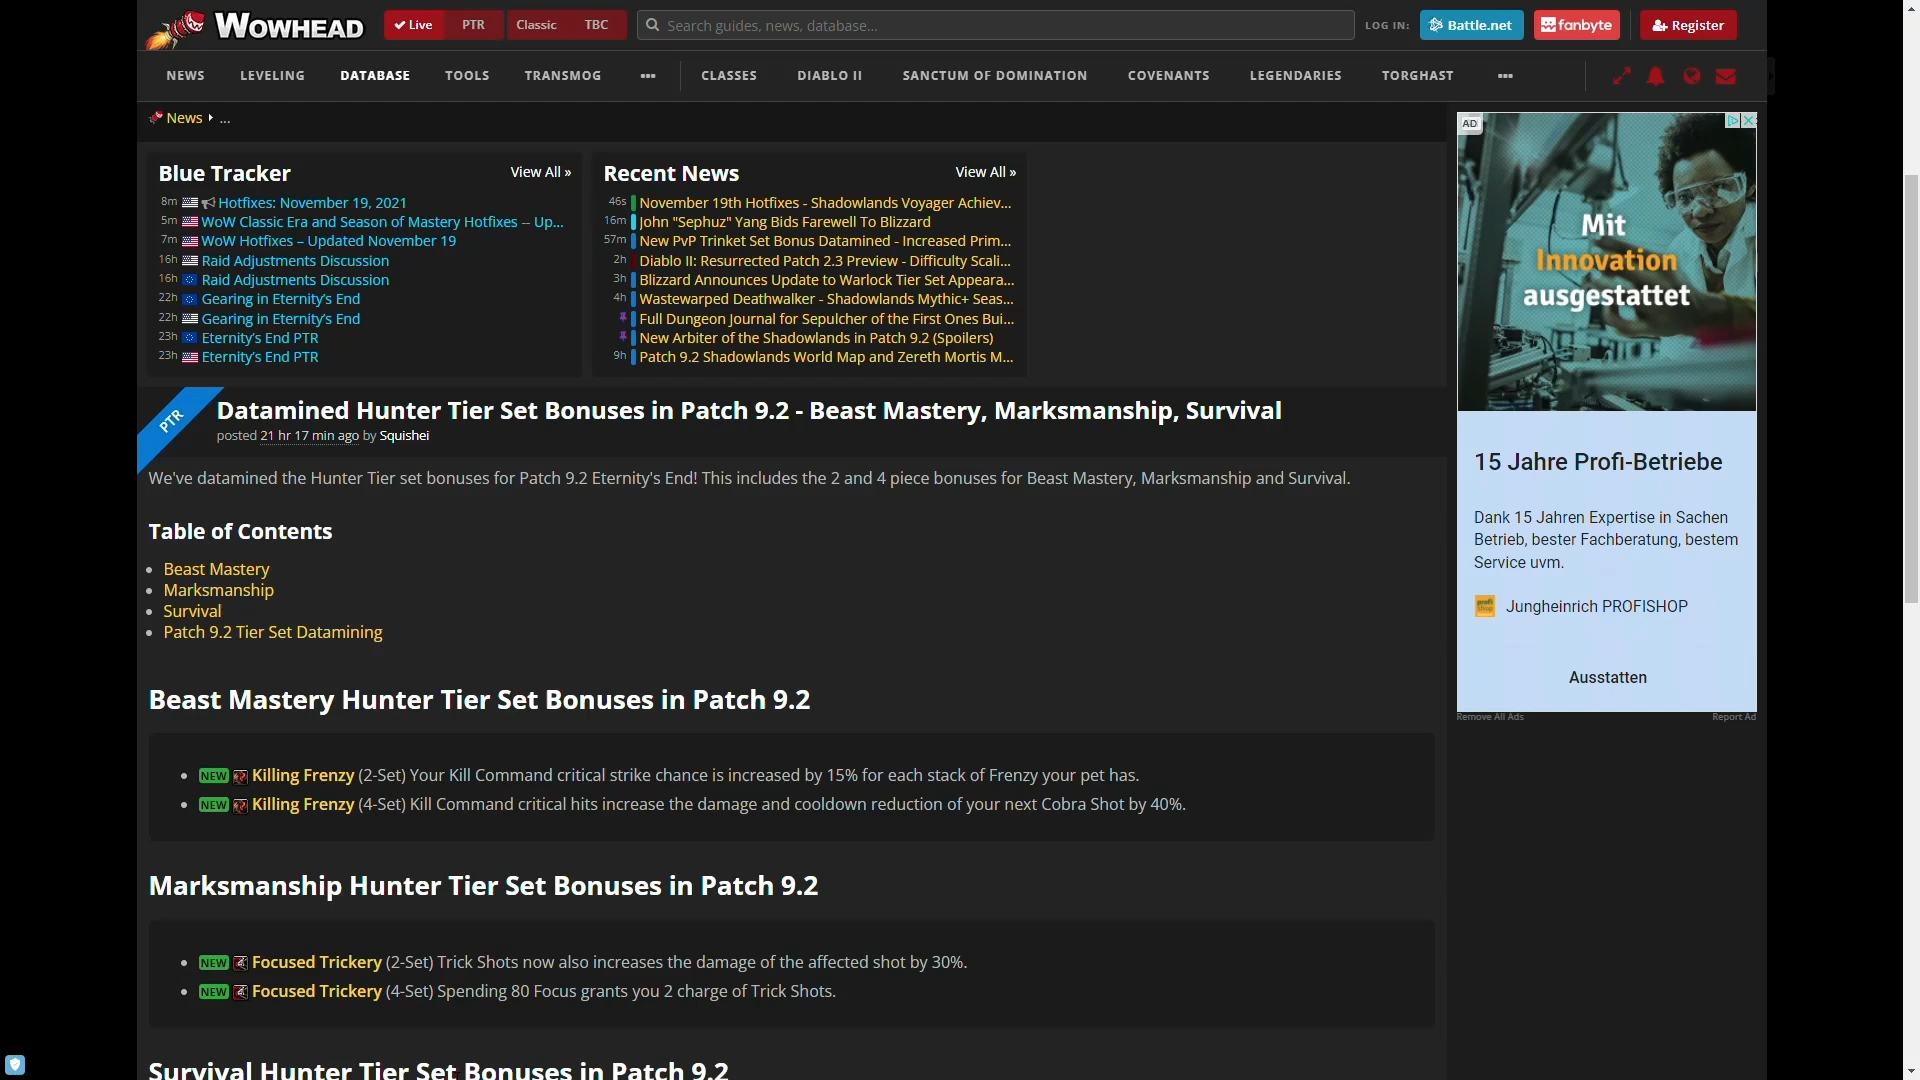 WOWHEAD
Live
PTR
Classic
TBC
Search guides, news, database...
LOG IN:
Battle.net
fanbyte
Register
NEWS
LEVELING
DATABASE
TOOLS
TRANSMOG
CLASSES
DIABLO II
SANCTUM OF DOMINATION
COVENANTS
LEGENDARIES
TORGHAST
News
...
Blue Tracker
View All »
8m Hotfixes: November 19, 2021
5m WoW Classic Era and Season of Mastery Hotfixes -- Up...
7m WoW Hotfixes – Updated November 19
16h Raid Adjustments Discussion
16h Raid Adjustments Discussion
22h Gearing in Eternity’s End
22h Gearing in Eternity’s End
23h Eternity’s End PTR
23h Eternity’s End PTR
Recent News
View All »
46s November 19th Hotfixes - Shadowlands Voyager Achiev...
16m John "Sephuz" Yang Bids Farewell To Blizzard
57m New PvP Trinket Set Bonus Datamined - Increased Prim...
2h Diablo II: Resurrected Patch 2.3 Preview - Difficulty Scali...
3h Blizzard Announces Update to Warlock Tier Set Appeara...
4h Wastewarped Deathwalker - Shadowlands Mythic+ Seas...
Full Dungeon Journal for Sepulcher of the First Ones Bui...
New Arbiter of the Shadowlands in Patch 9.2 (Spoilers)
9h Patch 9.2 Shadowlands World Map and Zereth Mortis M...
PTR
Datamined Hunter Tier Set Bonuses in Patch 9.2 - Beast Mastery, Marksmanship, Survival
posted 21 hr 17 min ago by Squishei
We've datamined the Hunter Tier set bonuses for Patch 9.2 Eternity's End! This includes the 2 and 4 piece bonuses for Beast Mastery, Marksmanship and Survival.
Table of Contents
Beast Mastery
Marksmanship
Survival
Patch 9.2 Tier Set Datamining
Beast Mastery Hunter Tier Set Bonuses in Patch 9.2
NEW Killing Frenzy (2-Set) Your Kill Command critical strike chance is increased by 15% for each stack of Frenzy your pet has.
NEW Killing Frenzy (4-Set) Kill Command critical hits increase the damage and cooldown reduction of your next Cobra Shot by 40%.
Marksmanship Hunter Tier Set Bonuses in Patch 9.2
NEW Focused Trickery (2-Set) Trick Shots now also increases the damage of the affected shot by 30%.
NEW Focused Trickery (4-Set) Spending 80 Focus grants you 2 charge of Trick Shots.
Survival Hunter Tier Set Bonuses in Patch 9.2
AD
Mit
Innovation
ausgestattet
15 Jahre Profi-Betriebe
Dank 15 Jahren Expertise in Sachen
Betrieb, bester Fachberatung, bestem
Service uvm.
profi
shop
Jungheinrich PROFISHOP
Ausstatten
Remove All Ads
Report Ad